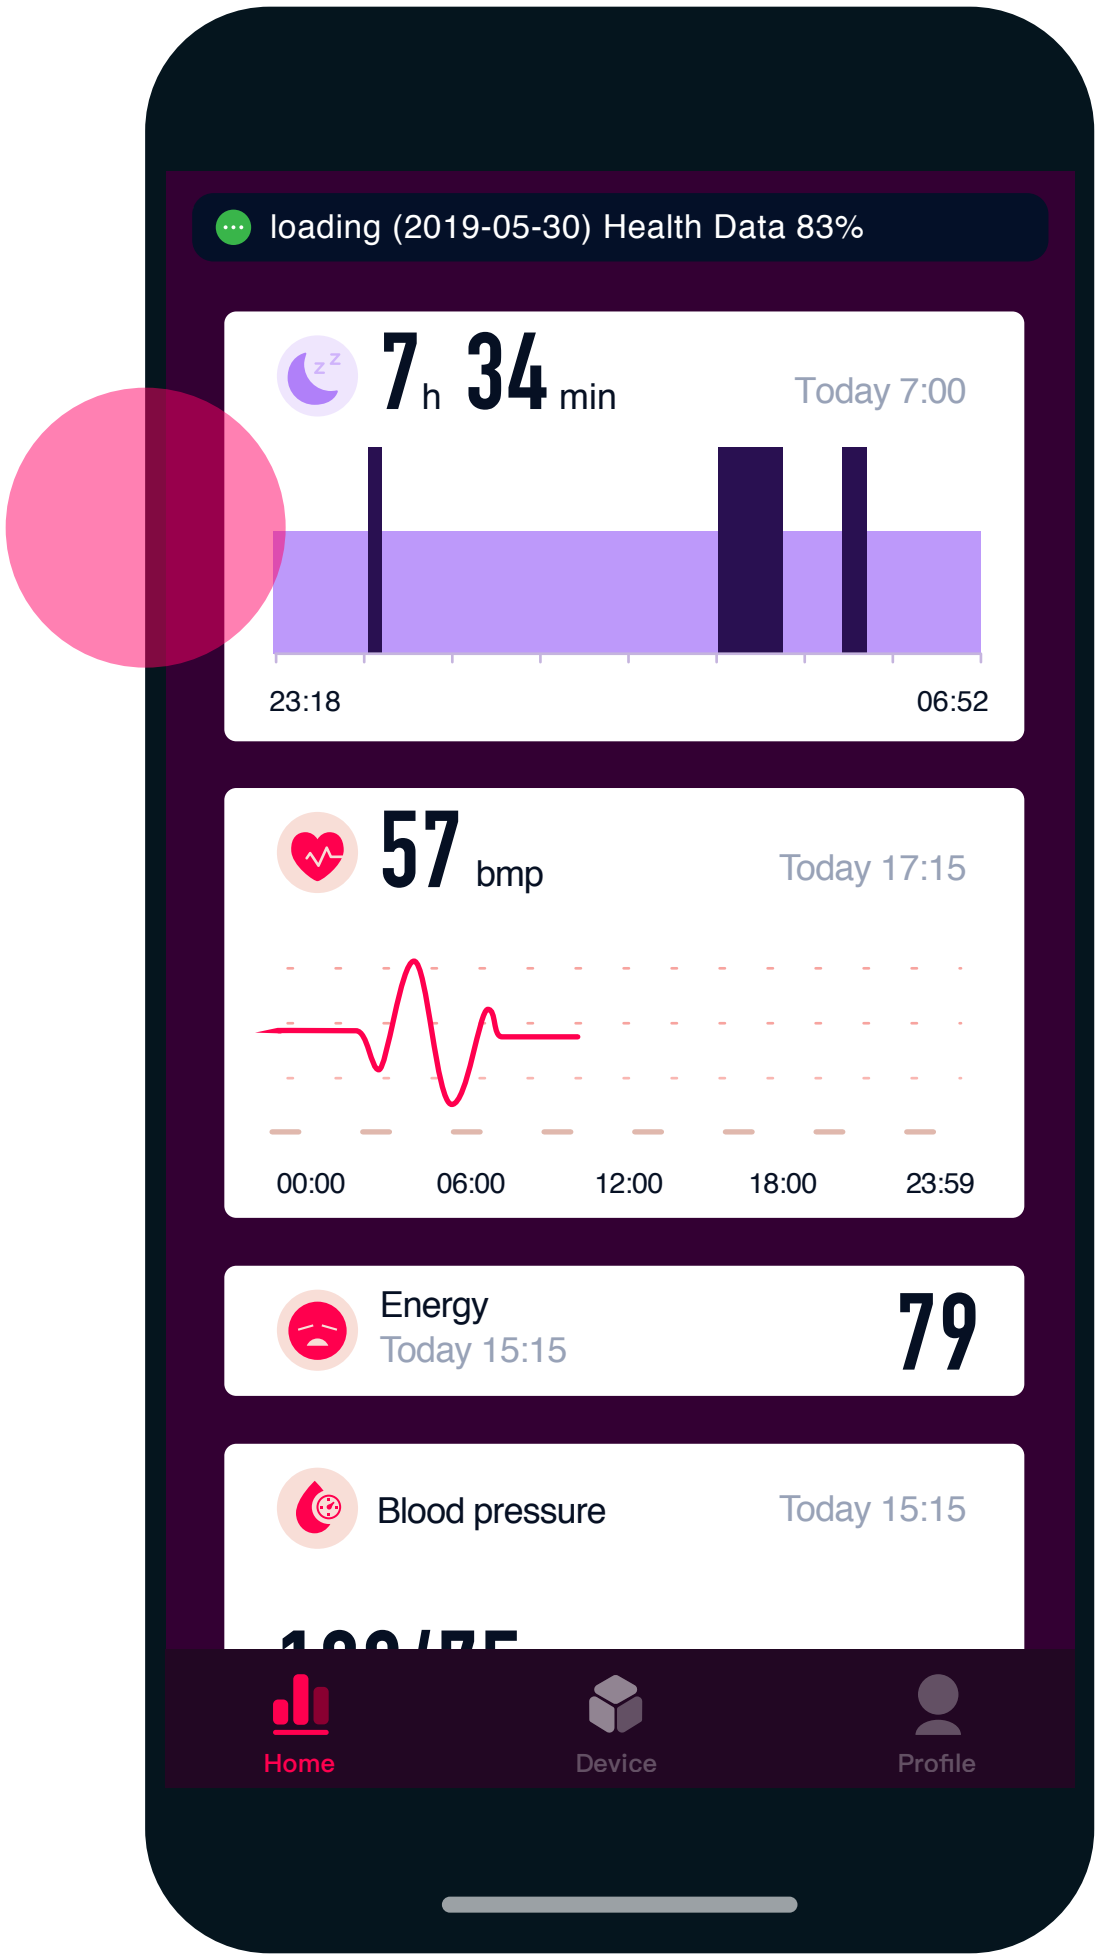 loading (2019-05-30) Health Data 83%
7h 34 min
Today 7:00
23:18 06:52
57 bmp
Today 17:15
00:00 06:00 12:00 18:00 23:59
Energy
Today 15:15
79
Blood pressure
Today 15:15
Home Device Profile